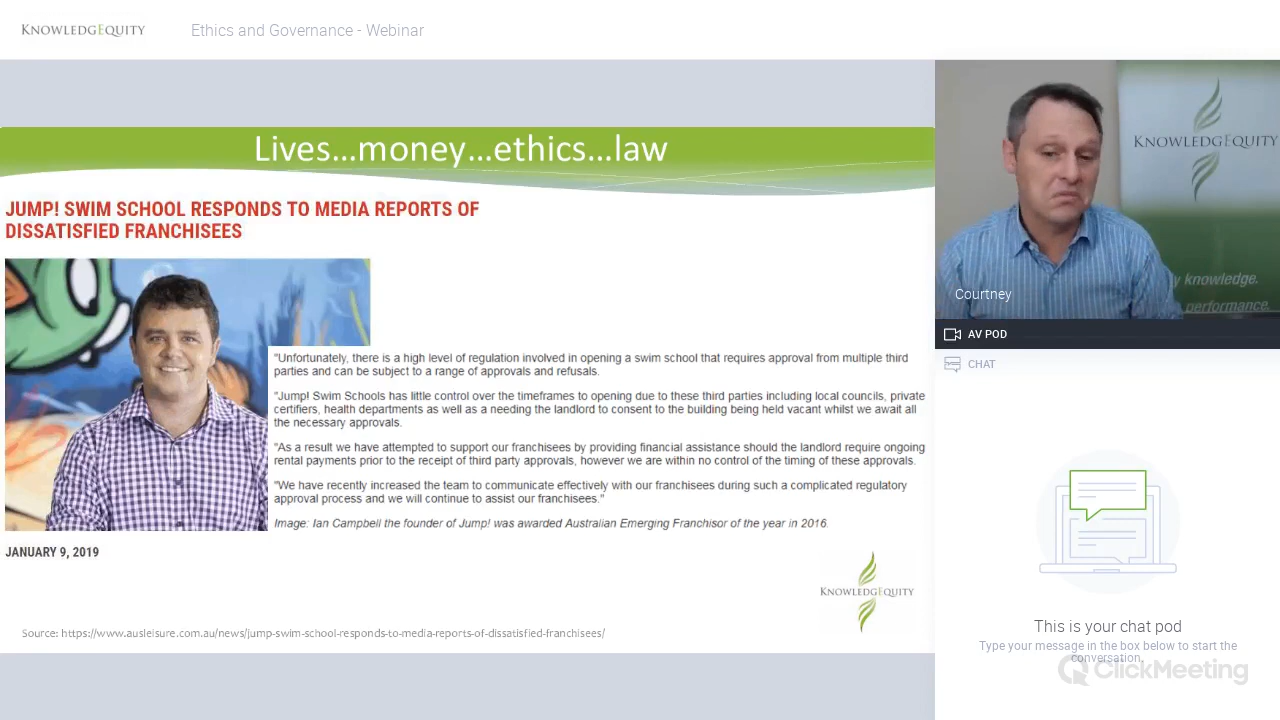 KNOWLEDGEQUITY
Ethics and Governance - Webinar
Lives...money...ethics...law
JUMP! SWIM SCHOOL RESPONDS TO MEDIA REPORTS OF
DISSATISFIED FRANCHISEES
"Unfortunately, there is a high level of regulation involved in opening a swim school that requires approval from multiple third
parties and can be subject to a range of approvals and refusals.
"Jump! Swim Schools has little control over the timeframes to opening due to these third parties including local councils, private
certifiers, health departments as well as a needing the landlord to consent to the building being held vacant whilst we await all
the necessary approvals.
"As a result we have attempted to support our franchisees by providing financial assistance should the landlord require ongoing
rental payments prior to the receipt of third party approvals, however we are within no control of the timing of these approvals.
"We have recently increased the team to communicate effectively with our franchisees during such a complicated regulatory
approval process and we will continue to assist our franchisees."
Image: Ian Campbell the founder of Jump! was awarded Australian Emerging Franchisor of the year in 2016.
JANUARY 9, 2019
KNOWLEDGEQUITY
Source: https://www.ausleisure.com.au/news/jump-swim-school-responds-to-media-reports-of-dissatisfied-franchisees/
KNOWLEDGEQUITY
y knowledge.
performance.
Courtney
AV POD
CHAT
This is your chat pod
Type your message in the box below to start the
conversation.
ClickMeeting